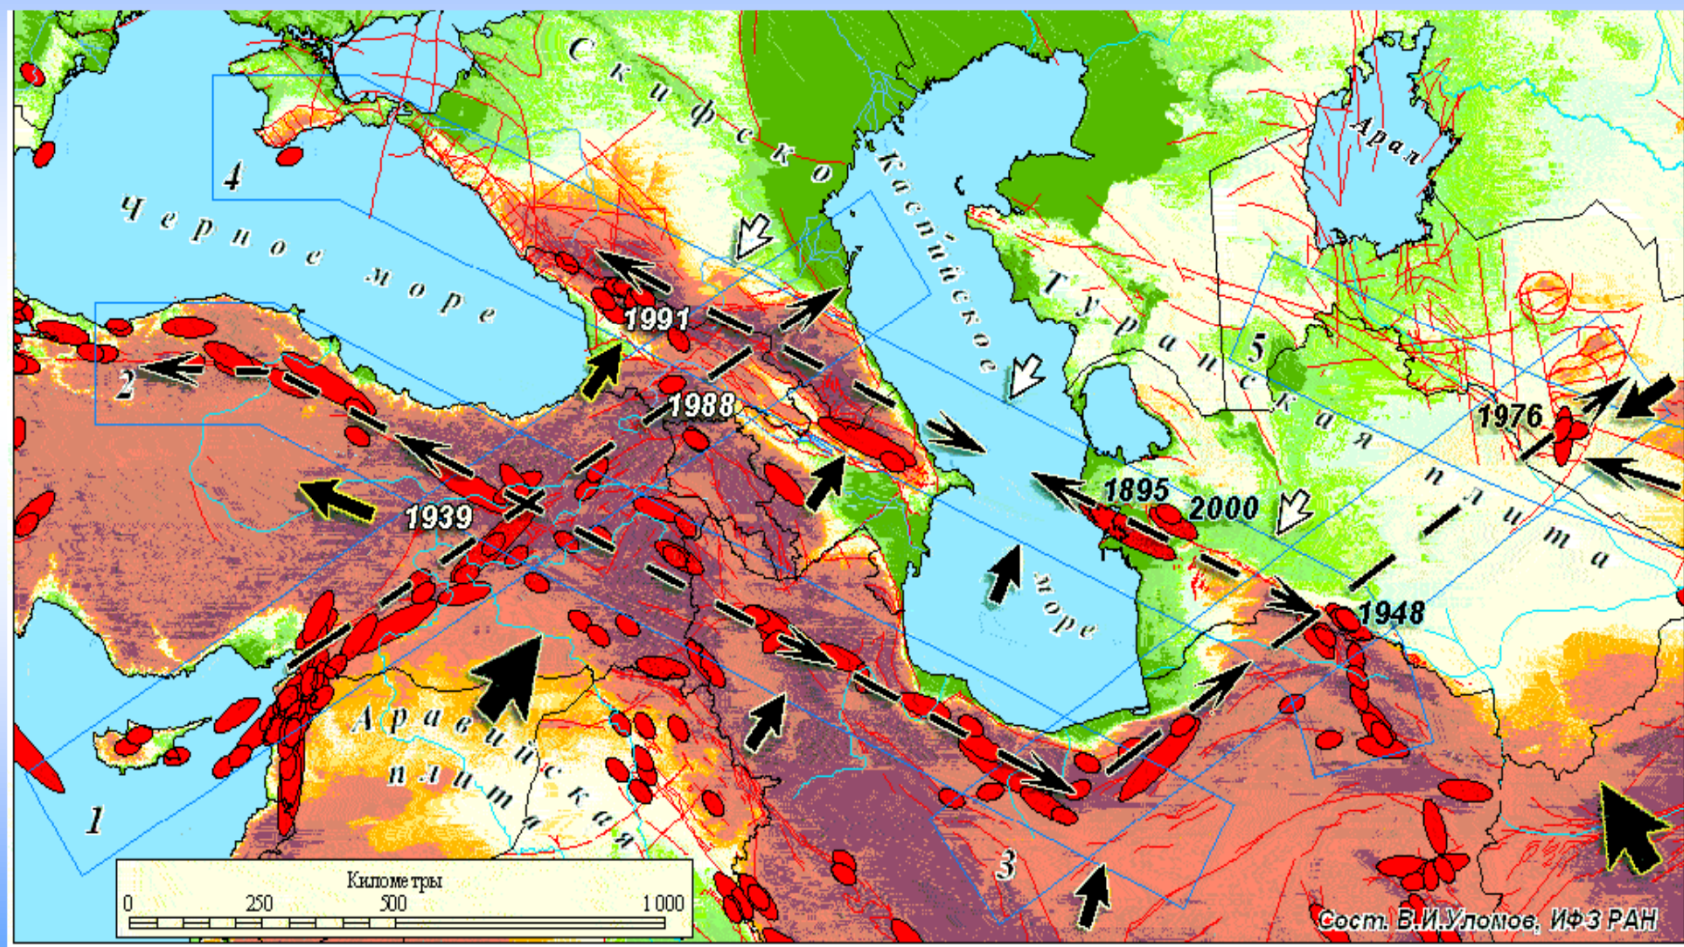 Скифско
Арал
Каспийское
4
Черное море
Туранская плита
1991
5
2
1988
1976
1895
2000
1939
море
1948
Аравийская
плита
1
3
Километры
0 250 500 1 000
Сост. В.И.Уломов, ИФЗ РАН